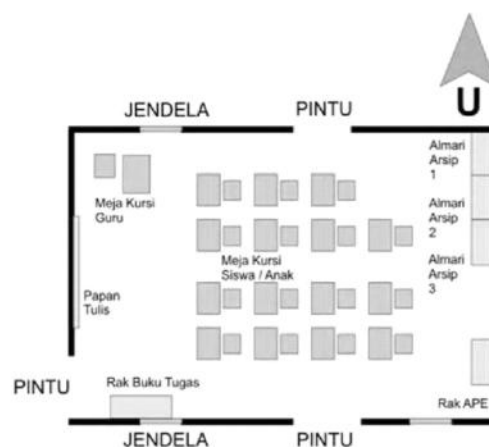 U
JENDELA
PINTU
Almari
Arsip
1
Meja Kursi
Guru
Almari
Arsip
2
Meja Kursi
Siswa / Anak
Almari
Arsip
3
Papan
Tulis
PINTU
Rak Buku Tugas
Rak APE
JENDELA
PINTU